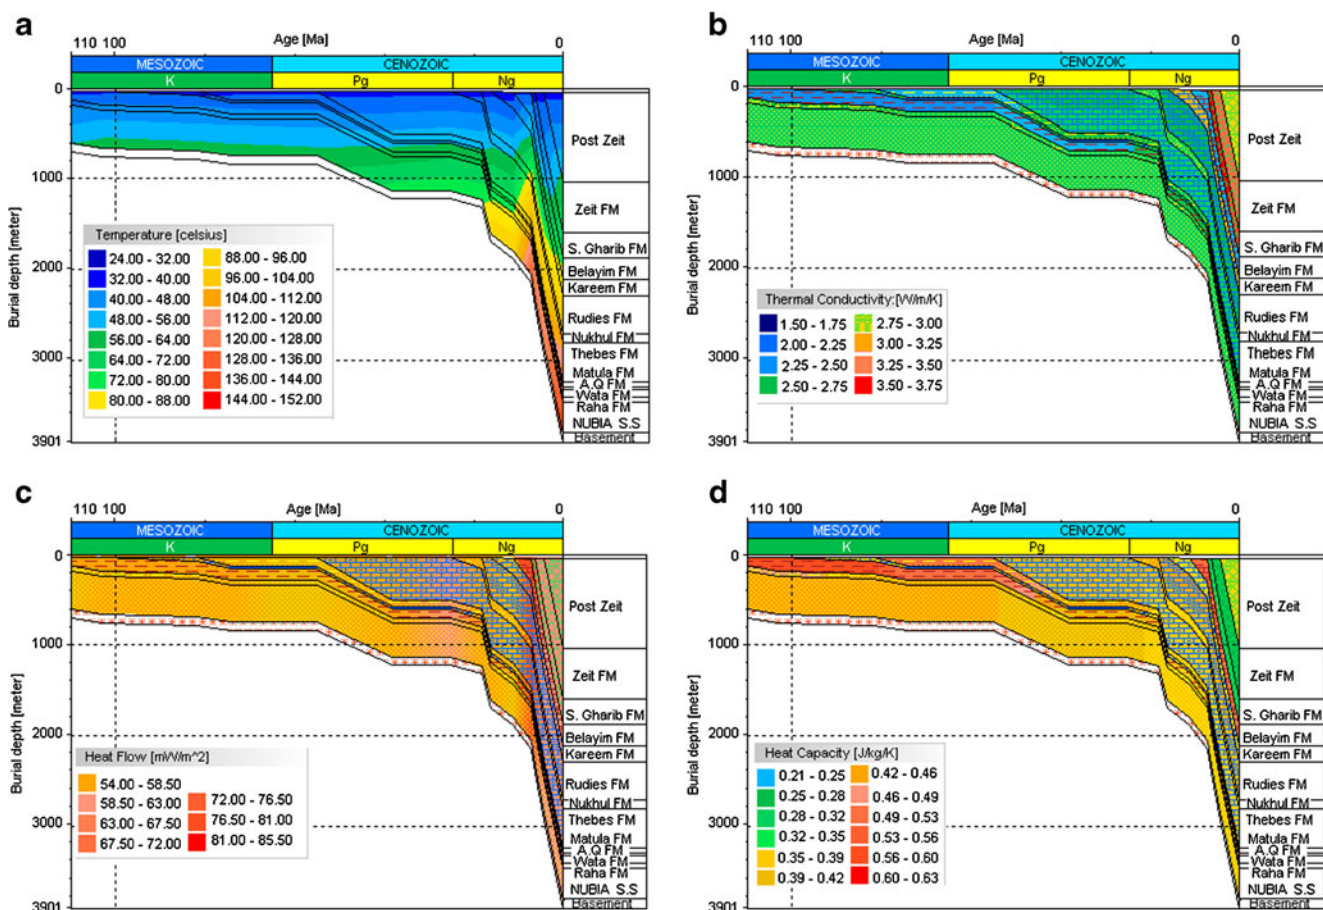 a
110 100
Age [Ma]
0
MESOZOIC
CENOZOIC
K
Pg
Ng
0
1000
2000
3000
3901
Burial depth [meter]
Temperature [celsius]
24.00 - 32.00
88.00 - 96.00
32.00 - 40.00
96.00 - 104.00
40.00 - 48.00
104.00 - 112.00
48.00 - 56.00
112.00 - 120.00
56.00 - 64.00
120.00 - 128.00
64.00 - 72.00
128.00 - 136.00
72.00 - 80.00
136.00 - 144.00
80.00 - 88.00
144.00 - 152.00
Post Zeit
Zeit FM
S. Gharib FM
Belayim FM
Kareem FM
Rudies FM
Nukhul FM
Thebes FM
Matula FM
A.Q FM
Wata FM
Raha FM
NUBIA S.S
Basement
b
110 100
Age [Ma]
0
MESOZOIC
CENOZOIC
K
Pg
Ng
0
1000
2000
3000
3901
Burial depth [meter]
Thermal Conductivity:[W/m/K]
1.50 - 1.75
2.75 - 3.00
2.00 - 2.25
3.00 - 3.25
2.25 - 2.50
3.25 - 3.50
2.50 - 2.75
3.50 - 3.75
Post Zeit
Zeit FM
S. Gharib FM
Belayim FM
Kareem FM
Rudies FM
Nukhul FM
Thebes FM
Matula FM
A.Q FM
Wata FM
Raha FM
NUBIA S.S
Basement
c
110 100
Age [Ma]
0
MESOZOIC
CENOZOIC
K
Pg
Ng
0
1000
2000
3000
3901
Burial depth [meter]
Heat Flow [mW/m^2]
54.00 - 58.50
58.50 - 63.00
72.00 - 76.50
63.00 - 67.50
76.50 - 81.00
67.50 - 72.00
81.00 - 85.50
Post Zeit
Zeit FM
S. Gharib FM
Belayim FM
Kareem FM
Rudies FM
Nukhul FM
Thebes FM
Matula FM
A.Q FM
Wata FM
Raha FM
NUBIA S.S
Basement
d
110 100
Age [Ma]
0
MESOZOIC
CENOZOIC
K
Pg
Ng
0
1000
2000
3000
3901
Burial depth [meter]
Heat Capacity [J/kg/K]
0.21 - 0.25
0.42 - 0.46
0.25 - 0.28
0.46 - 0.49
0.28 - 0.32
0.49 - 0.53
0.32 - 0.35
0.53 - 0.56
0.35 - 0.39
0.56 - 0.60
0.39 - 0.42
0.60 - 0.63
Post Zeit
Zeit FM
S. Gharib FM
Belayim FM
Kareem FM
Rudies FM
Nukhul FM
Thebes FM
Matula FM
A.Q FM
Wata FM
Raha FM
NUBIA S.S
Basement